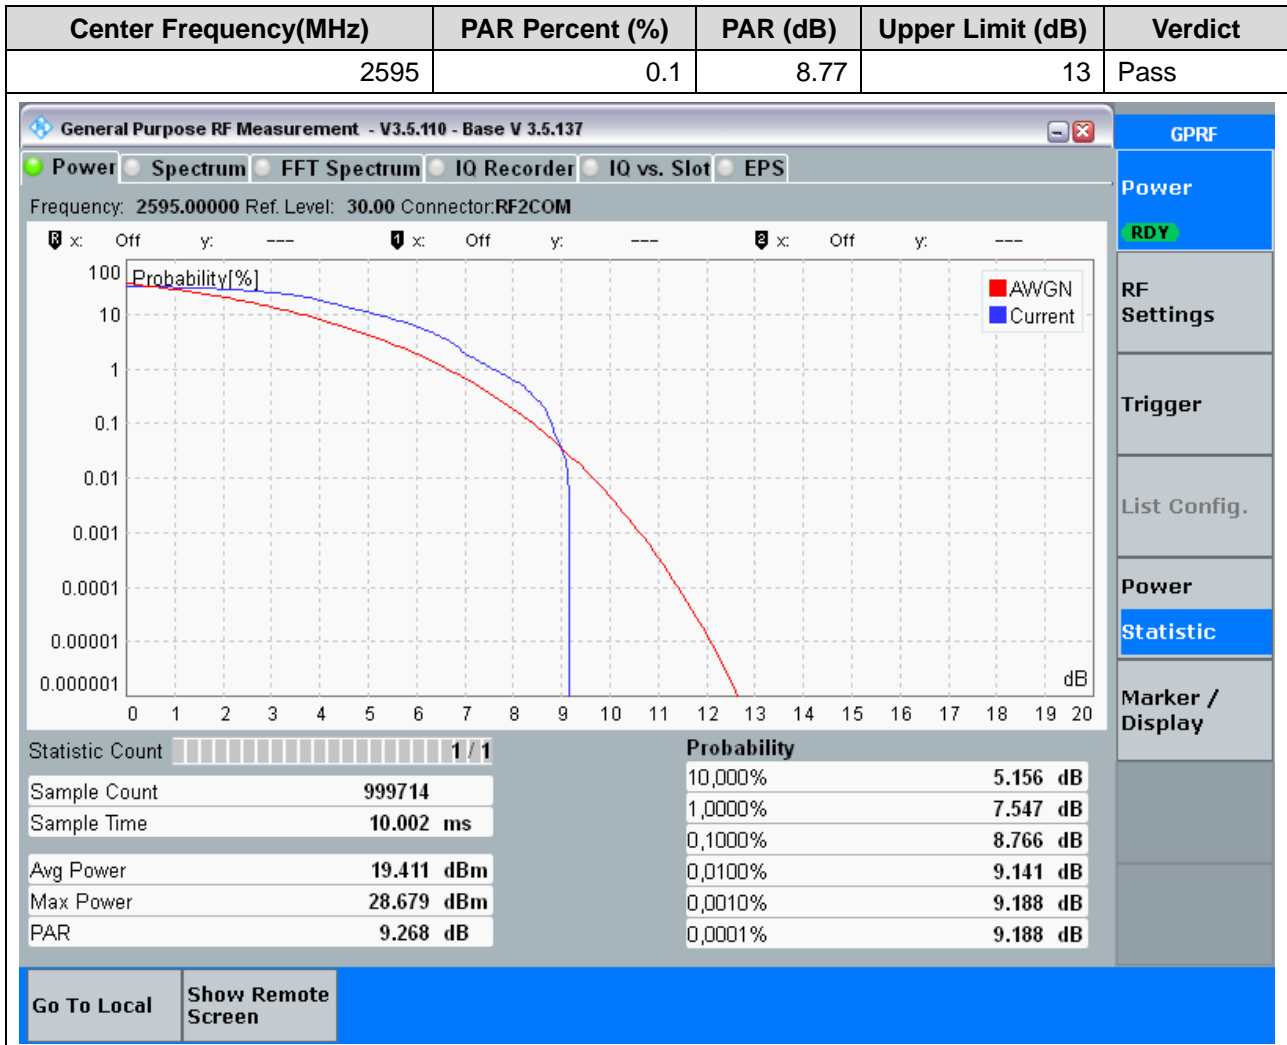 Center Frequency(MHz) PAR Percent (%) PAR (dB) Upper Limit (dB) Verdict
2595 0.1 8.77 13 Pass
General Purpose RF Measurement - V3.5.110 - Base V 3.5.137
GPRF
Power Spectrum FFT Spectrum IQ Recorder IQ vs. Slot EPS
Power
RDY
Frequency: 2595.00000 Ref. Level: 30.00 Connector:RF2COM
R x: Off y: --- 1 x: Off y: --- 2 x: Off y: ---
Probability[%]
AWGN
Current
100
10
1
0.1
0.01
0.001
0.0001
0.00001
0.000001
dB
0 1 2 3 4 5 6 7 8 9 10 11 12 13 14 15 16 17 18 19 20
RF
Settings
Trigger
List Config.
Power
Statistic
Marker /
Display
Statistic Count 1 / 1
Sample Count 999714
Sample Time 10.002 ms
Avg Power 19.411 dBm
Max Power 28.679 dBm
PAR 9.268 dB
Probability
10,000% 5.156 dB
1,0000% 7.547 dB
0,1000% 8.766 dB
0,0100% 9.141 dB
0,0010% 9.188 dB
0,0001% 9.188 dB
Go To Local
Show Remote
Screen